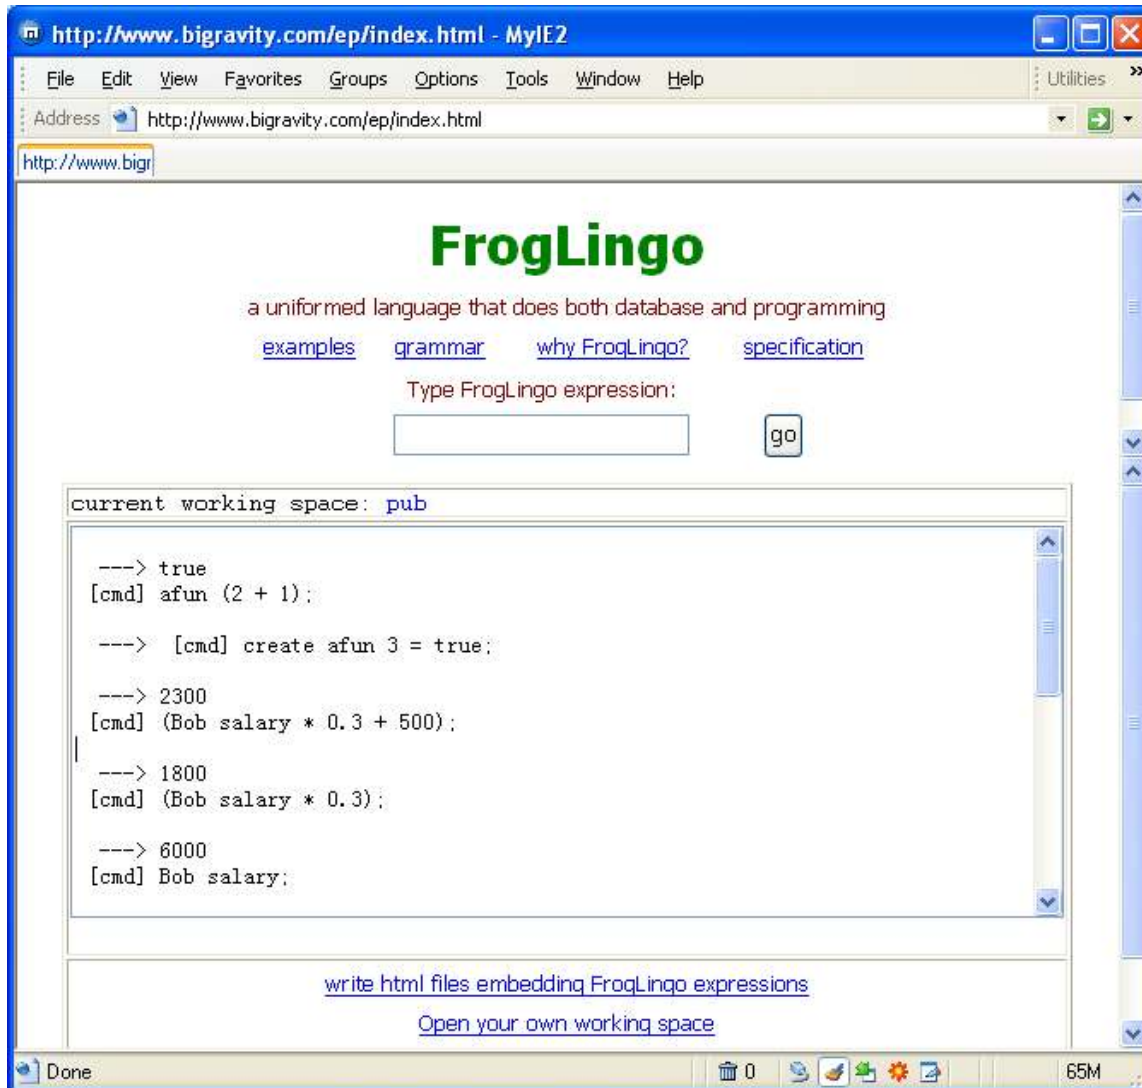 http://www.bigravity.com/ep/index.html - MyIE2
File Edit View Favorites Groups Options Tools Window Help Utilities »
Address http://www.bigravity.com/ep/index.html
http://www.bigr
FrogLingo
a uniformed language that does both database and programming
examples grammar why FrogLingo? specification
Type FrogLingo expression:
go
current working space: pub
---> true
[cmd] afun (2 + 1);
---> [cmd] create afun 3 = true;
---> 2300
[cmd] (Bob salary * 0.3 + 500);
---> 1800
[cmd] (Bob salary * 0.3);
---> 6000
[cmd] Bob salary;
write html files embedding FrogLingo expressions
Open your own working space
Done 0 65M